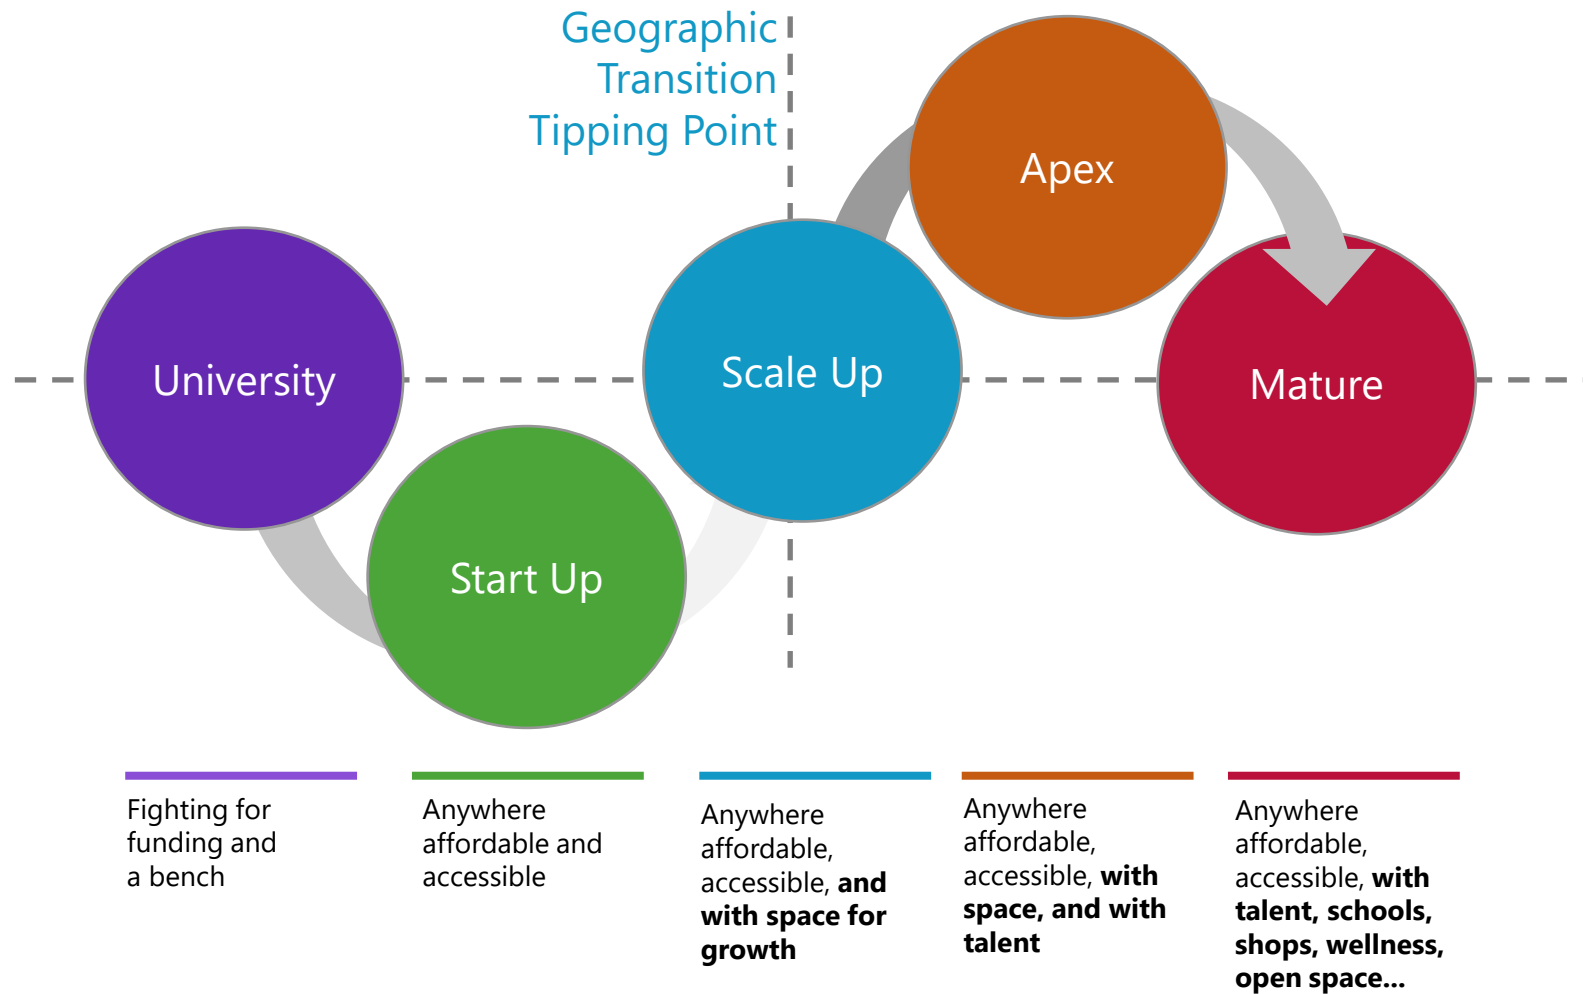 Geographic
Transition
Tipping Point
Apex
University
Scale Up
Mature
Start Up
Fighting for
funding and
a bench
Anywhere
affordable and
accessible
Anywhere
affordable,
accessible, and
with space for
growth
Anywhere
affordable,
accessible, with
space, and with
talent
Anywhere
affordable,
accessible, with
talent, schools,
shops, wellness,
open space...